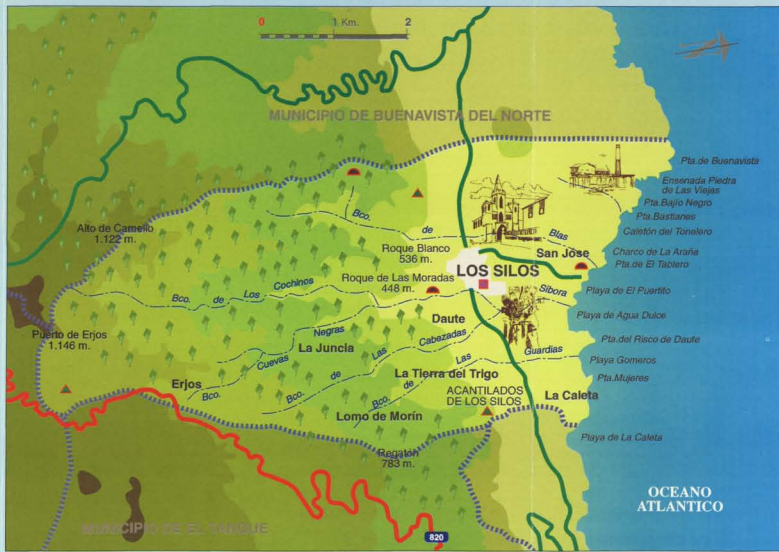 0 1 Km. 2
MUNICIPIO DE BUENAVISTA DEL NORTE
Pta.de Buenavista
Ensenada Piedra
de Las Viejas
Pta.Bajío Negro
Pta.Bastianes
Caletón del Tonelero
Charco de La Araña
Pta.de El Tablero
Playa de El Puertito
Playa de Agua Dulce
Pta.del Risco de Daute
Playa Gomeros
Pta.Mujeres
Playa de La Caleta
Alto de Camello
1.122 m.
Bco. de Blas
Roque Blanco
536 m.
San Jose
Roque de Las Moradas
448 m.
LOS SILOS
Bco. de Los Cochinos
Sibora
Puerto de Erjos
1.146 m.
Daute
Bco. Cuevas Negras
La Juncia
Bco. de Las Cabezadas
Erjos
Bco. de Las Guardias
La Tierra del Trigo
ACANTILADOS
DE LOS SILOS
La Caleta
Lomo de Morín
Regatón
783 m.
OCEANO
ATLANTICO
MUNICIPIO DE EL TANQUE
820